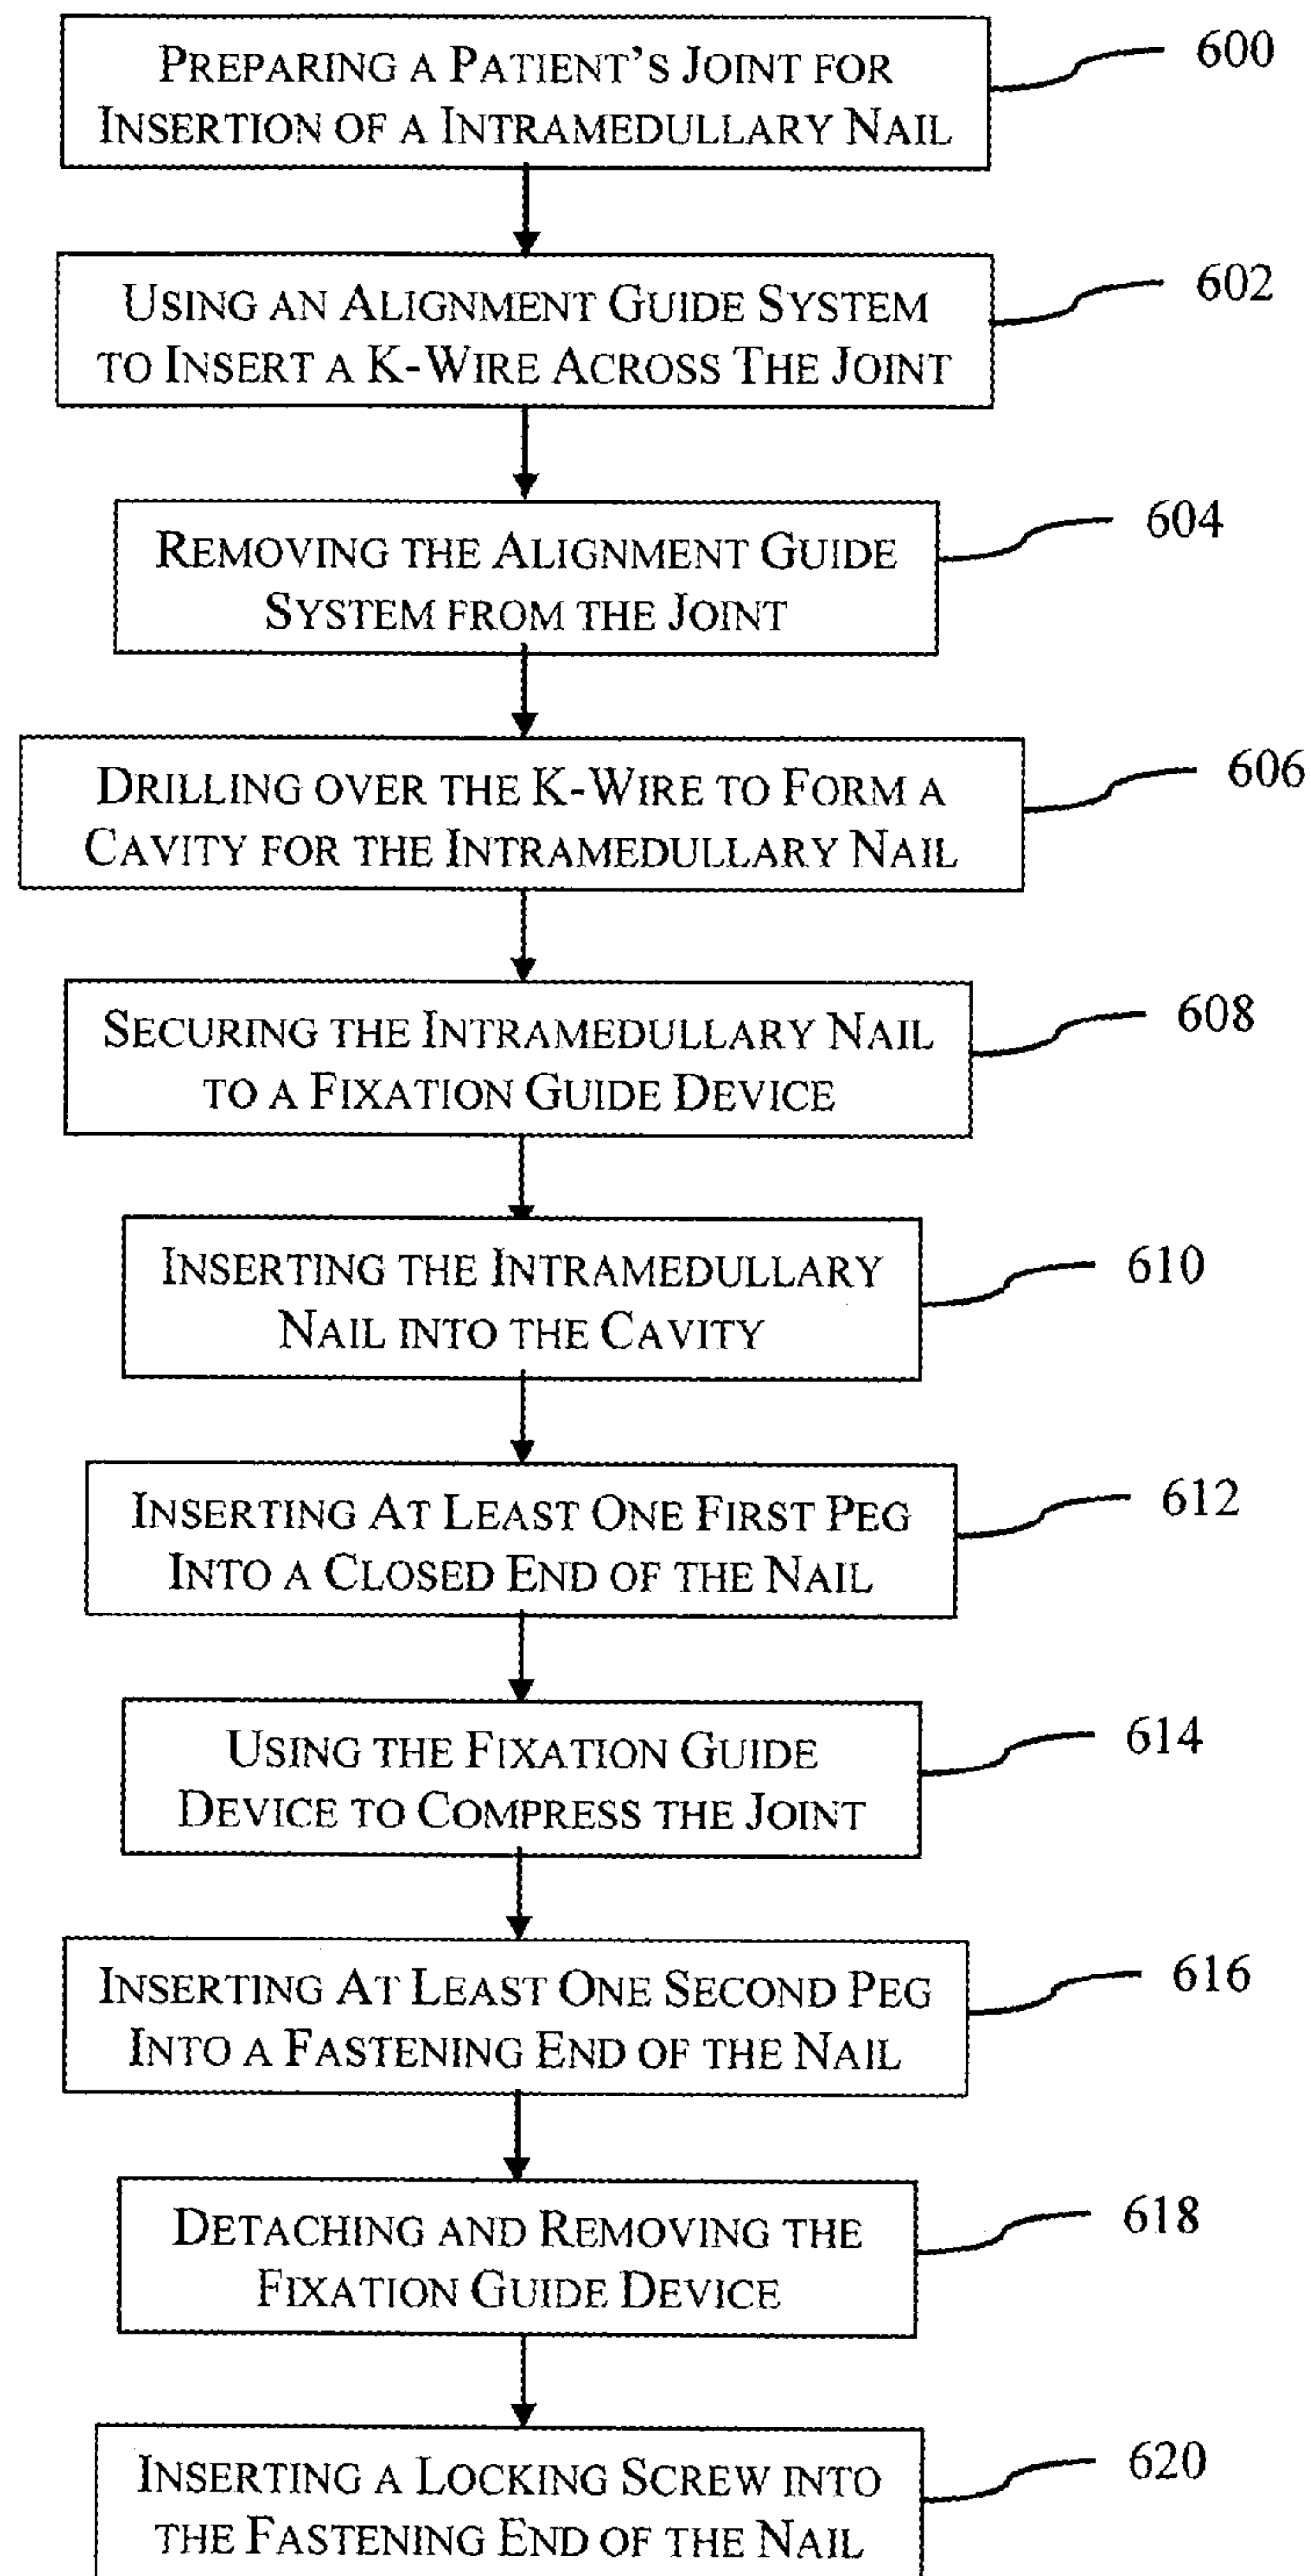 PREPARING A PATIENT'S JOINT FOR
INSERTION OF A INTRAMEDULLARY NAIL
600
USING AN ALIGNMENT GUIDE SYSTEM
TO INSERT A K-WIRE ACROSS THE JOINT
602
REMOVING THE ALIGNMENT GUIDE
SYSTEM FROM THE JOINT
604
DRILLING OVER THE K-WIRE TO FORM A
CAVITY FOR THE INTRAMEDULLARY NAIL
606
SECURING THE INTRAMEDULLARY NAIL
TO A FIXATION GUIDE DEVICE
608
INSERTING THE INTRAMEDULLARY
NAIL INTO THE CAVITY
610
INSERTING AT LEAST ONE FIRST PEG
INTO A CLOSED END OF THE NAIL
612
USING THE FIXATION GUIDE
DEVICE TO COMPRESS THE JOINT
614
INSERTING AT LEAST ONE SECOND PEG
INTO A FASTENING END OF THE NAIL
616
DETACHING AND REMOVING THE
FIXATION GUIDE DEVICE
618
INSERTING A LOCKING SCREW INTO
THE FASTENING END OF THE NAIL
620